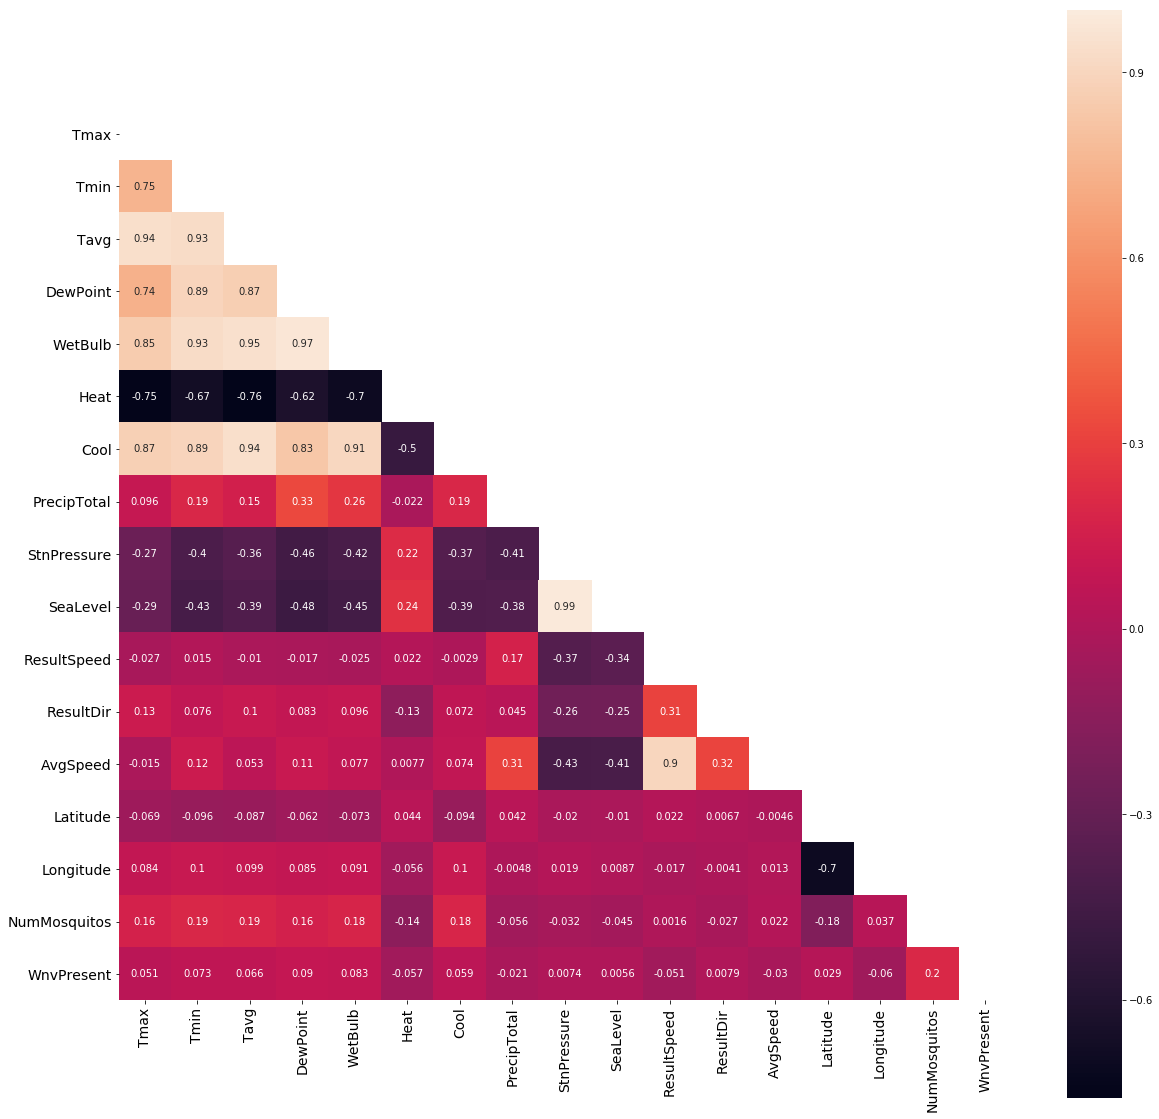 0.9
Tmax
Tmin 0.75
Tavg 0.94 0.93
0.6
DewPoint 0.74 0.89 0.87
WetBulb 0.85 0.93 0.95 0.97
Heat -0.75 -0.67 -0.76 -0.62 -0.7
Cool 0.87 0.89 0.94 0.83 0.91 -0.5
0.3
PrecipTotal 0.096 0.19 0.15 0.33 0.26 -0.022 0.19
StnPressure -0.27 -0.4 -0.36 -0.46 -0.42 0.22 -0.37 -0.41
SeaLevel -0.29 -0.43 -0.39 -0.48 -0.45 0.24 -0.39 -0.38 0.99
0.0
ResultSpeed -0.027 0.015 -0.01 -0.017 -0.025 0.022 -0.0029 0.17 -0.37 -0.34
ResultDir 0.13 0.076 0.1 0.083 0.096 -0.13 0.072 0.045 -0.26 -0.25 0.31
AvgSpeed -0.015 0.12 0.053 0.11 0.077 0.0077 0.074 0.31 -0.43 -0.41 0.9 0.32
Latitude -0.069 -0.096 -0.087 -0.062 -0.073 0.044 -0.094 0.042 -0.02 -0.01 0.022 0.0067 -0.0046
-0.3
Longitude 0.084 0.1 0.099 0.085 0.091 -0.056 0.1 -0.0048 0.019 0.0087 -0.017 -0.0041 0.013 -0.7
NumMosquitos 0.16 0.19 0.19 0.16 0.18 -0.14 0.18 -0.056 -0.032 -0.045 0.0016 -0.027 0.022 -0.18 0.037
WnvPresent 0.051 0.073 0.066 0.09 0.083 -0.057 0.059 -0.021 0.0074 0.0056 -0.051 0.0079 -0.03 0.029 -0.06 0.2
-0.6
Tmax
Tmin
Tavg
DewPoint
WetBulb
Heat
Cool
PrecipTotal
StnPressure
SeaLevel
ResultSpeed
ResultDir
AvgSpeed
Latitude
Longitude
NumMosquitos
WnvPresent